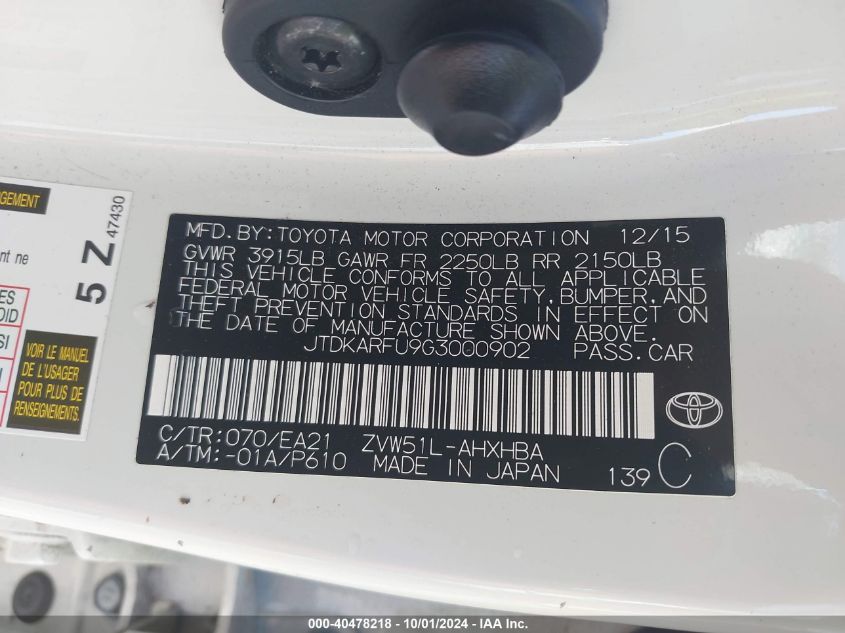 RGEMENT
5 Z 47430
nt ne
ES
OID
SI
I
VOIR LE MANUEL
DE L'USAGER
POUR PLUS DE
RENSEIGNEMENTS.
MFD.BY:TOYOTA MOTOR CORPORATION 12/15
GVWR 3915LB GAWR FR 2250LB RR 2150LB
THIS VEHICLE CONFORMS TO ALL APPLICABLE
FEDERAL MOTOR VEHICLE SAFETY,BUMPER,AND
THEFT PREVENTION STANDARDS IN EFFECT ON
THE DATE OF MANUFACTURE SHOWN ABOVE.
JTDKARFU9G3000902 PASS.CAR
C/TR:070/EA21 ZVW51L-AHXHBA
A/TM:-01A/P610 MADE IN JAPAN 139 C
000-40478218 - 10/01/2024 - IAA Inc.